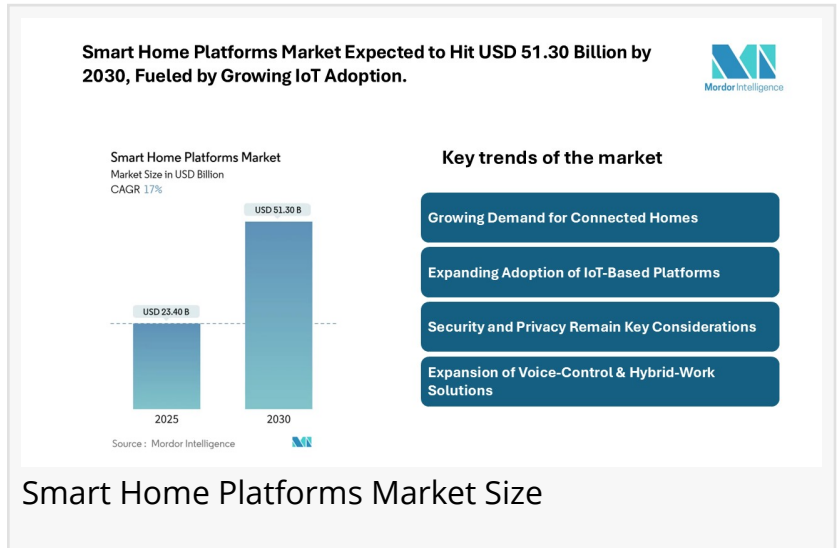 Smart Home Platforms Market Expected to Hit USD 51.30 Billion by
2030, Fueled by Growing IoT Adoption.
Mordor Intelligence
Smart Home Platforms Market
Market Size in USD Billion
CAGR 17%
USD 51.30 B
USD 23.40 B
2025
2030
Source : Mordor Intelligence
Key trends of the market
Growing Demand for Connected Homes
Expanding Adoption of IoT-Based Platforms
Security and Privacy Remain Key Considerations
Expansion of Voice-Control & Hybrid-Work
Solutions
Smart Home Platforms Market Size